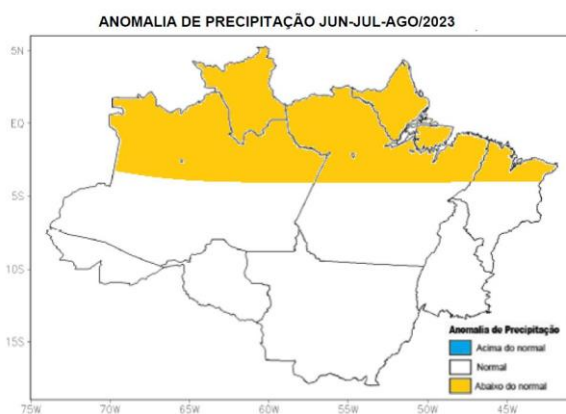 ANOMALIA DE PRECIPITAÇÃO JUN-JUL-AGO/2023
5N
EQ
5S
10S
15S
75W 70W 65W 60W 55W 50W 45W
Anomalia de Precipitação
Acima do normal
Normal
Abaixo do normal